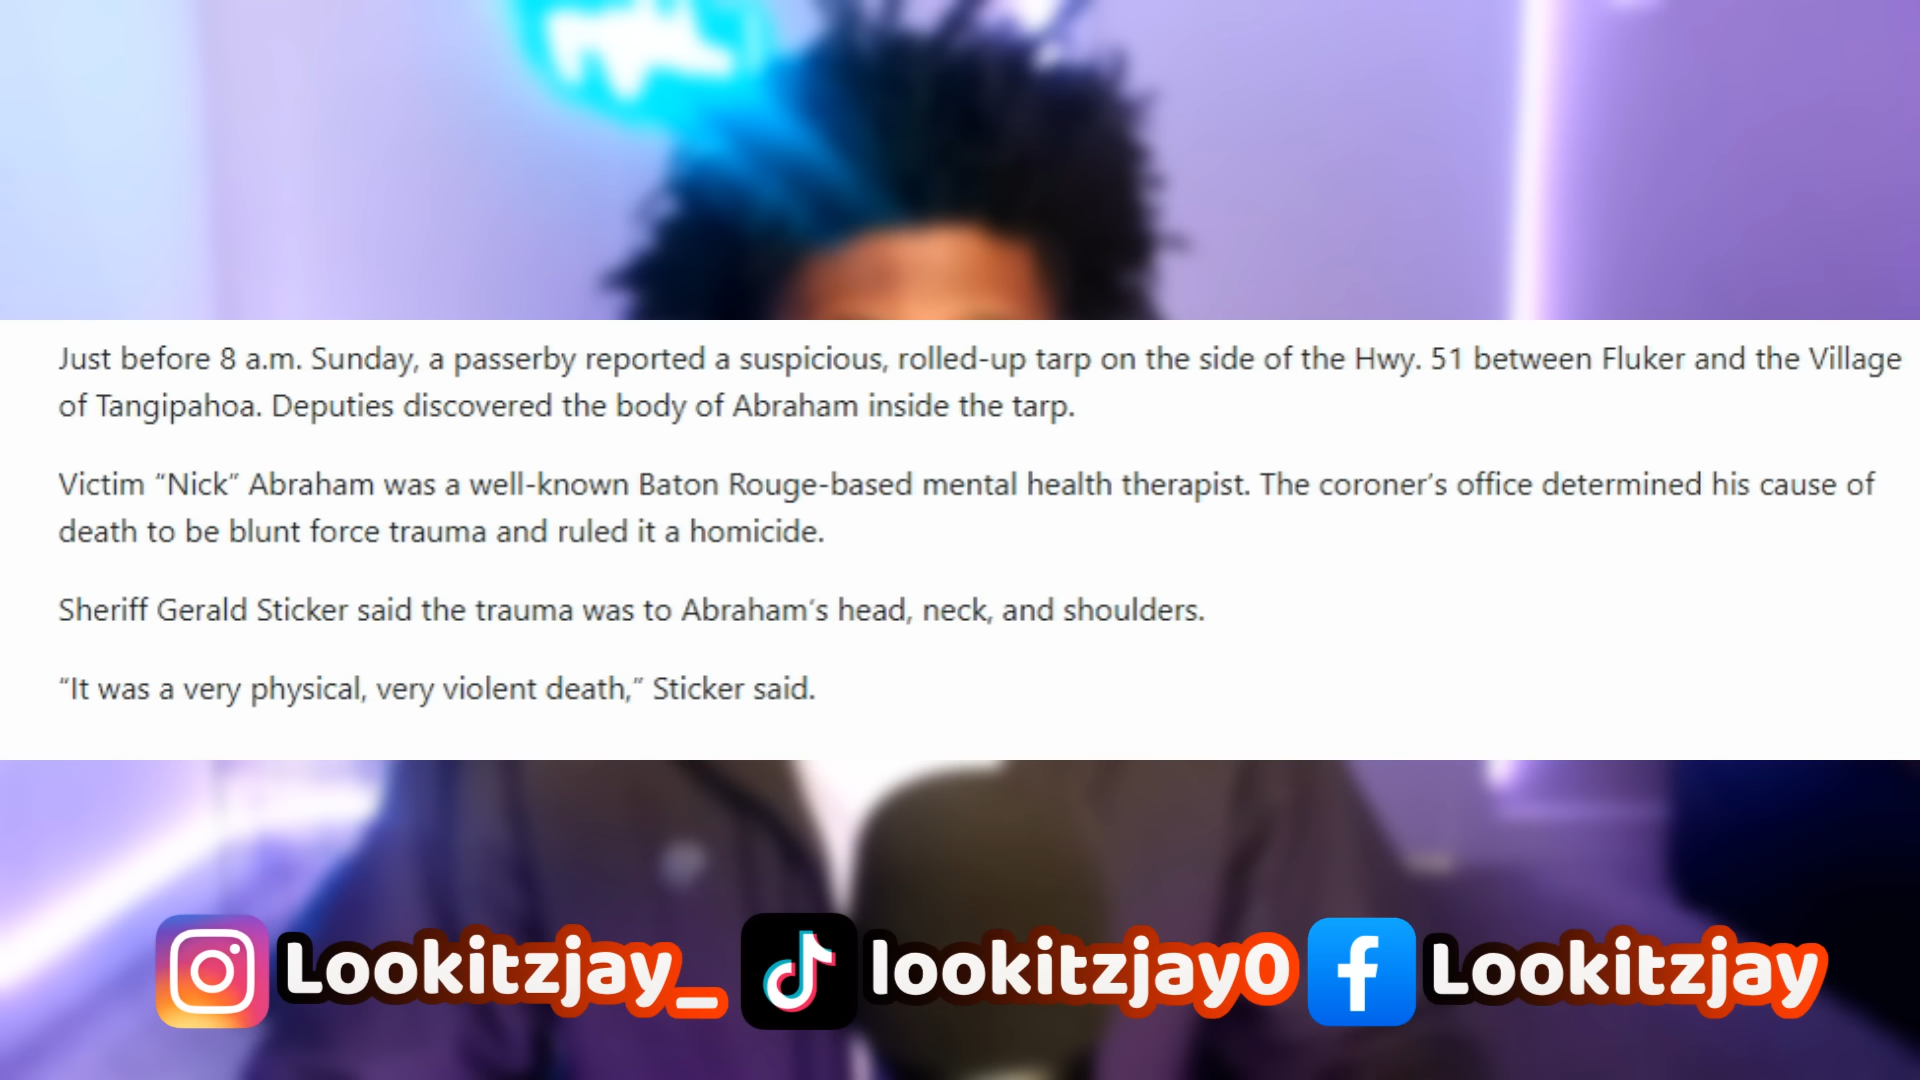 Just before 8 a.m. Sunday, a passerby reported a suspicious, rolled-up tarp on the side of the Hwy. 51 between Fluker and the Village
of Tangipahoa. Deputies discovered the body of Abraham inside the tarp.
Victim “Nick” Abraham was a well-known Baton Rouge-based mental health therapist. The coroner’s office determined his cause of
death to be blunt force trauma and ruled it a homicide.
Sheriff Gerald Sticker said the trauma was to Abraham’s head, neck, and shoulders.
“It was a very physical, very violent death,” Sticker said.
Lookitzjay_ lookitzjay0 Lookitzjay